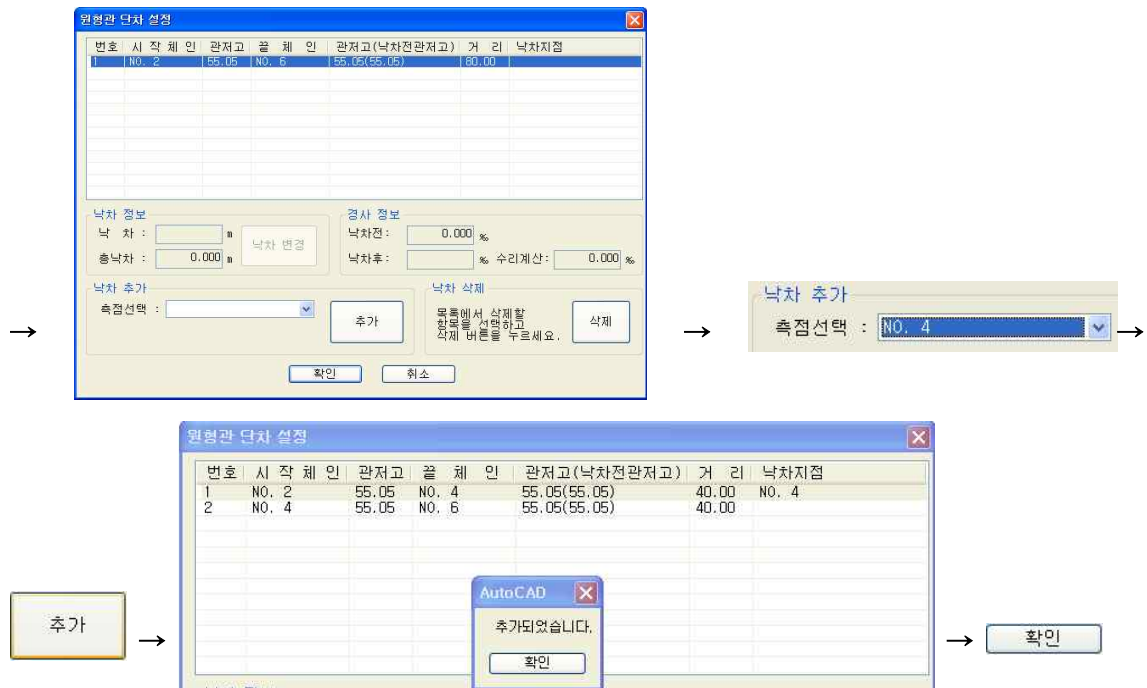 원형관 단차 설정
번호 시 작 체 인 관저고 끝 체 인 관저고(낙차전관저고) 거 리 낙차지점
1 NO. 2 55.05 NO. 6 55.05(55.05) 80.00
낙차 정보
낙 차 : m
낙차 변경
총낙차 : 0.000 m
경사 정보
낙차전: 0.000 ‰
낙차후: ‰ 수리계산: 0.000 ‰
낙차 추가
측점선택 :
추가
낙차 삭제
목록에서 삭제할
항목을 선택하고
삭제 버튼을 누르세요.
삭제
확인 취소
→
→
낙차 추가
측점선택 : NO. 4
→
추가
→
원형관 단차 설정
번호 시 작 체 인 관저고 끝 체 인 관저고(낙차전관저고) 거 리 낙차지점
1 NO. 2 55.05 NO. 4 55.05(55.05) 40.00 NO. 4
2 NO. 4 55.05 NO. 6 55.05(55.05) 40.00
AutoCAD
추가되었습니다.
확인
→
확인